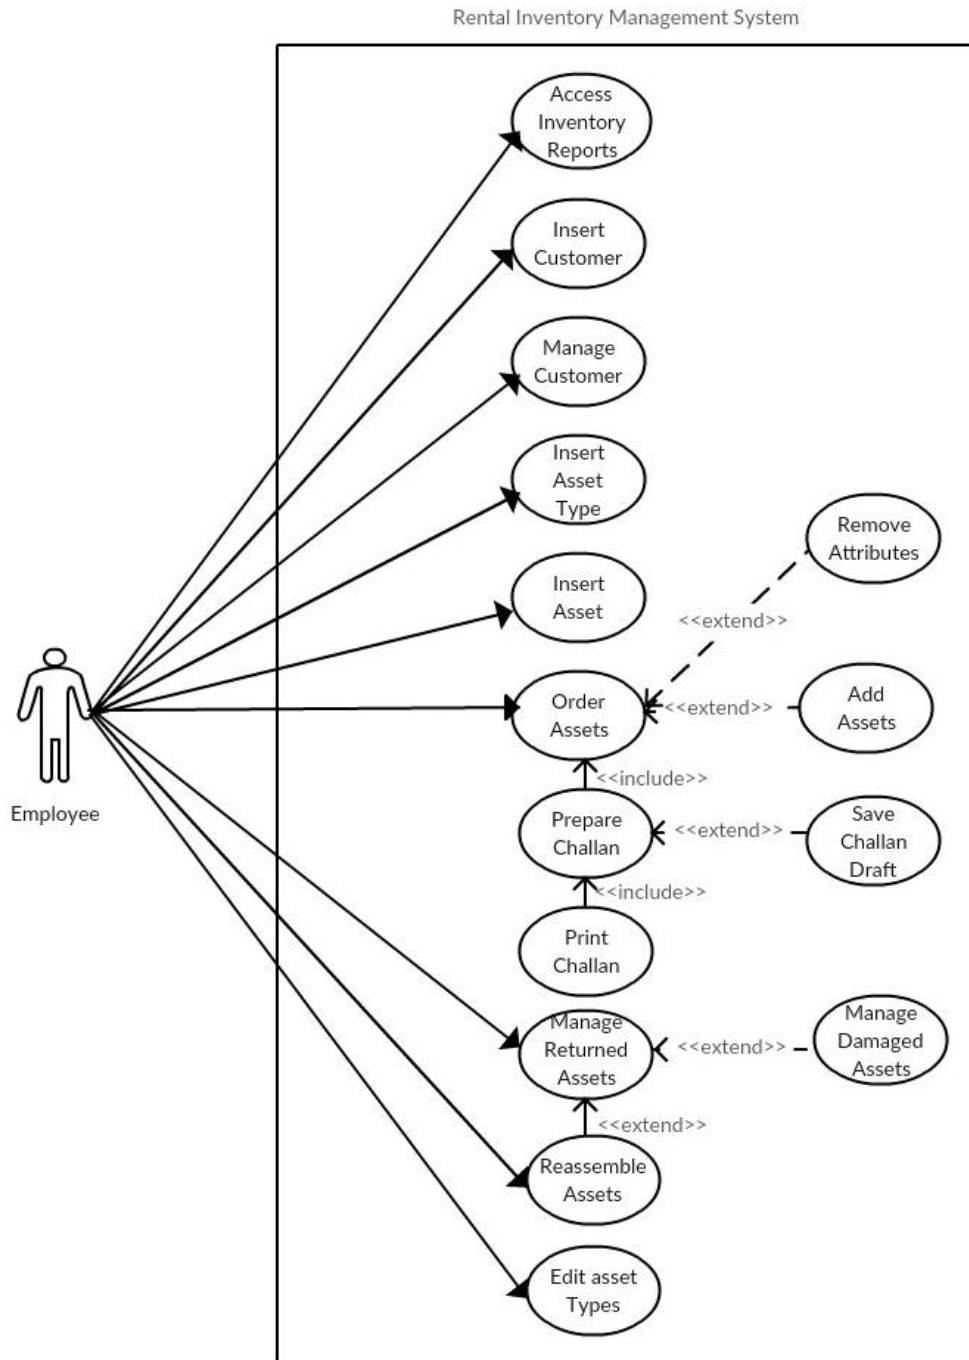 Rental Inventory Management System
Access
Inventory
Reports
Insert
Customer
Manage
Customer
Insert
Asset
Type
Remove
Attributes
Insert
Asset
<<extend>>
Order
Assets
<<extend>>
Add
Assets
<<include>>
Employee
Prepare
Challan
<<extend>>
Save
Challan
Draft
<<include>>
Print
Challan
Manage
Returned
Assets
<<extend>>
Manage
Damaged
Assets
<<extend>>
Reassemble
Assets
Edit asset
Types